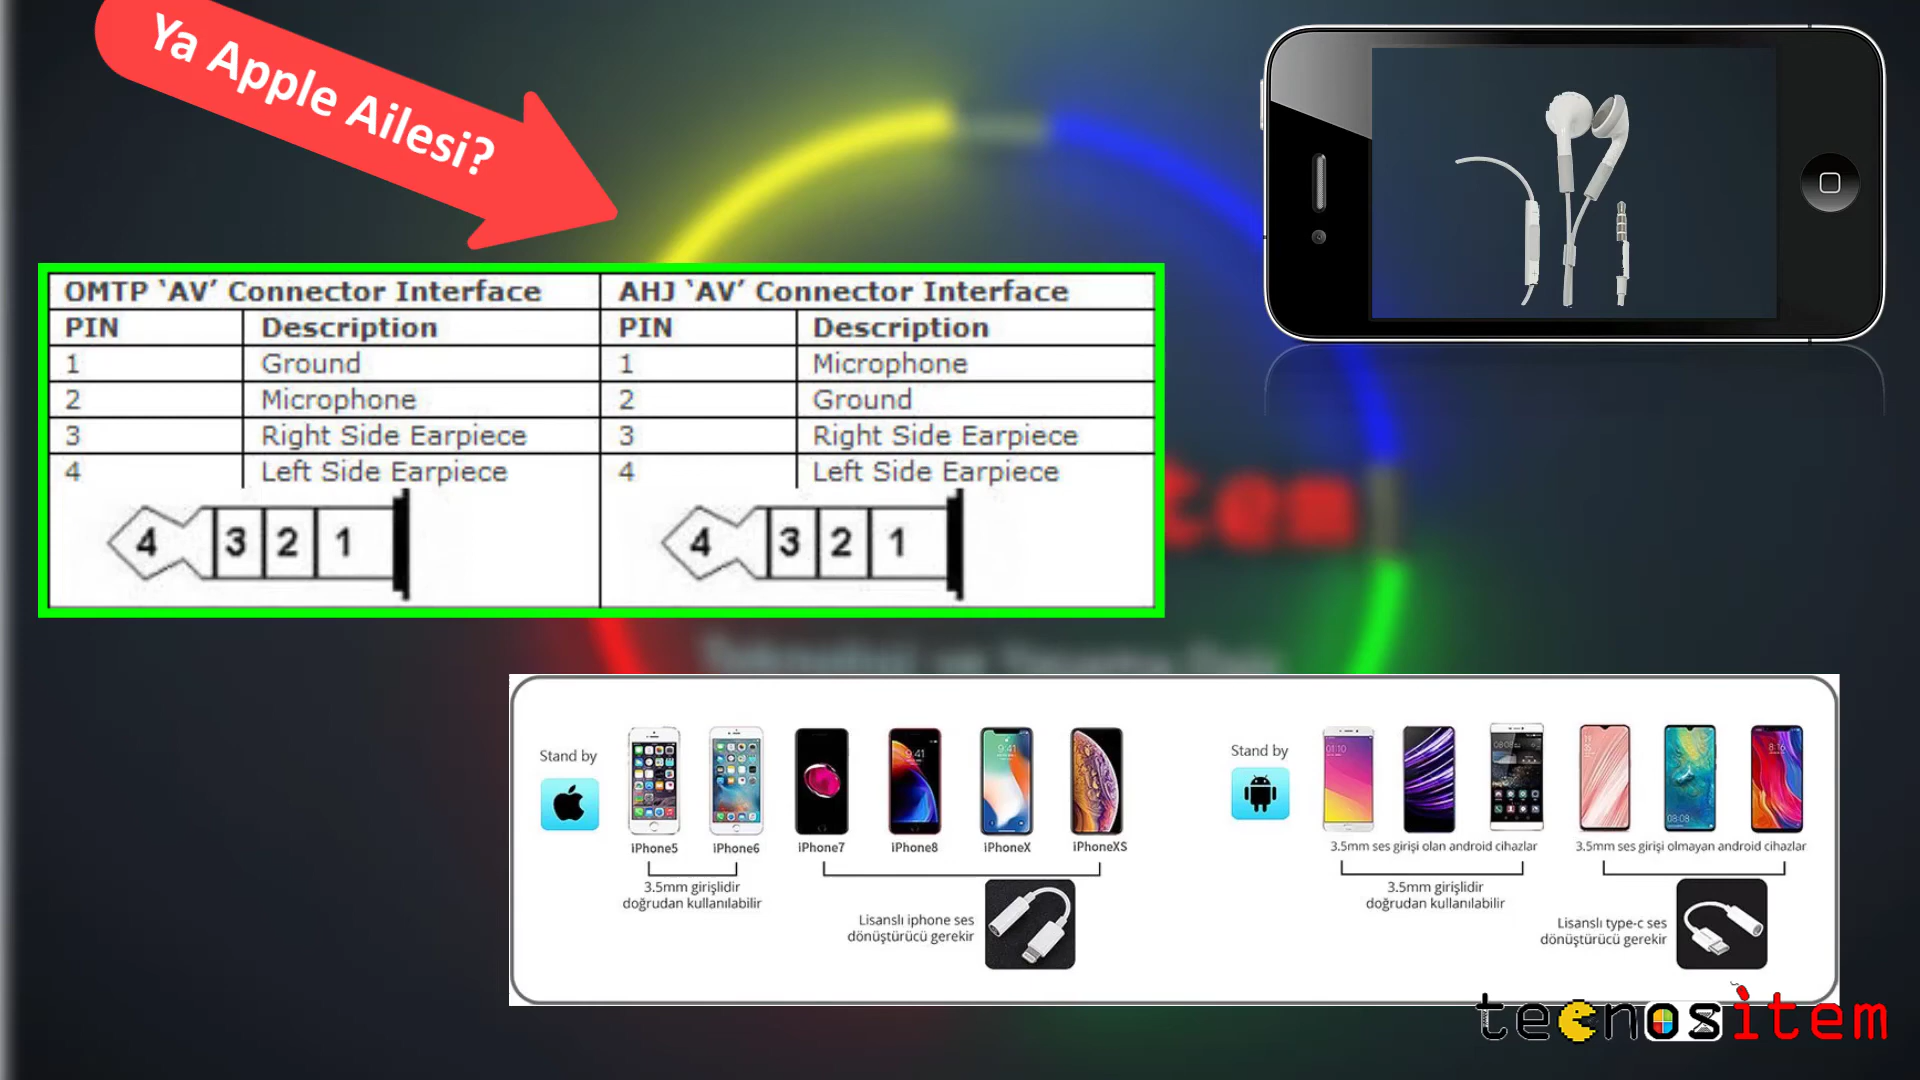 Ya Apple Ailesi?
OMTP ‘AV’ Connector Interface
AHJ ‘AV’ Connector Interface
PIN Description
PIN Description
1 Ground
1 Microphone
2 Microphone
2 Ground
3 Right Side Earpiece
3 Right Side Earpiece
4 Left Side Earpiece
4 Left Side Earpiece
4 3 2 1
4 3 2 1
Stand by
iPhone5
iPhone6
iPhone7
iPhone8
iPhoneX
iPhoneXS
3.5mm girişlidir
doğrudan kullanılabilir
Lisanslı iphone ses
dönüştürücü gerekir
Stand by
3.5mm ses girişi olan android cihazlar
3.5mm ses girişi olmayan android cihazlar
3.5mm girişlidir
doğrudan kullanılabilir
Lisanslı type-c ses
dönüştürücü gerekir
tecnositem